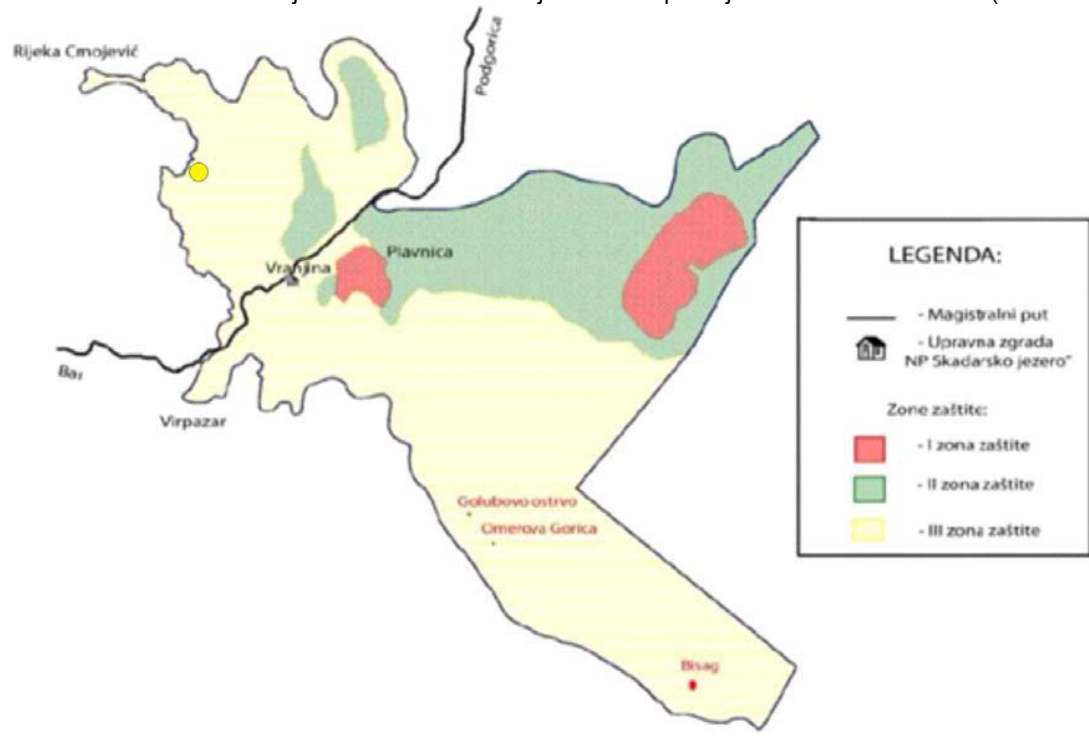 Rijeka Crnojević
Podgorica
Plavnica
Vranjina
Bar
Virpazar
Golubovo ostrvo
Omerova Gorica
Bisag
LEGENDA:
- Magistralni put
- Upravna zgrada
NP Skadarsko jezero"
Zone zaštite:
- I zona zaštite
- II zona zaštite
- III zona zaštite